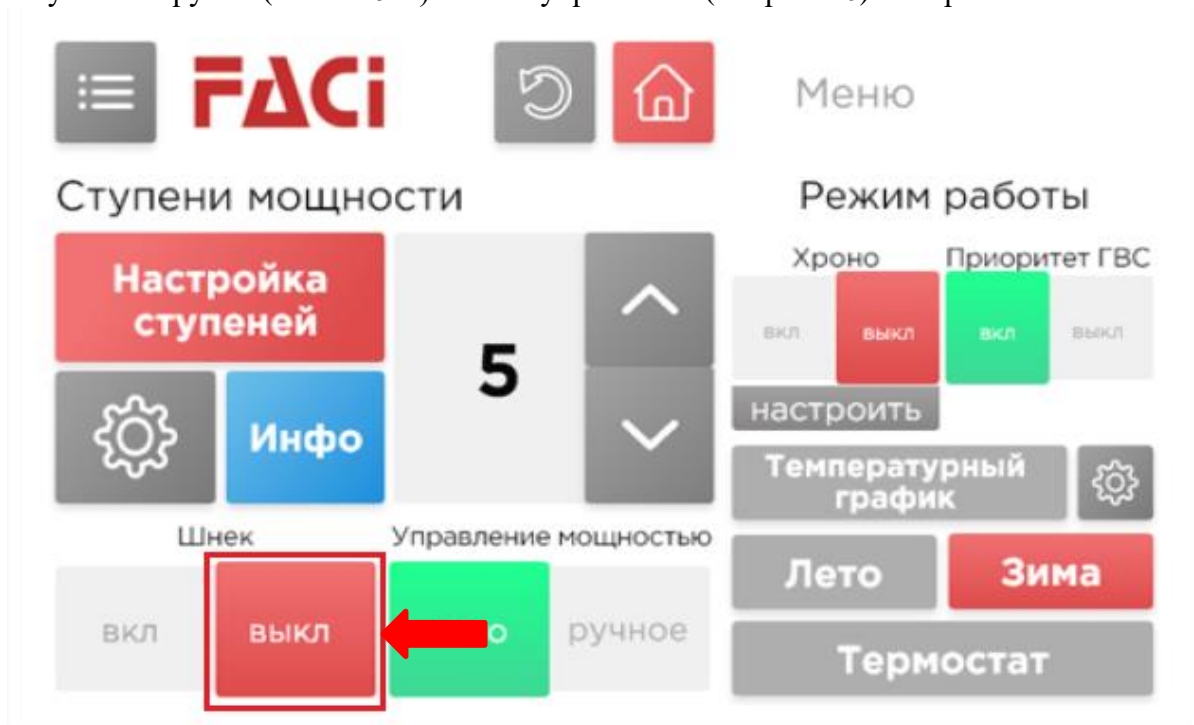 FACi
Меню
Ступени мощности
Режим работы
Настройка
ступеней
5
Инфо
Хроно
Приоритет ГВС
вкл
выкл
вкл
выкл
настроить
Температурный
график
Шнек
Управление мощностью
Лето
Зима
вкл
выкл
ручное
Термостат